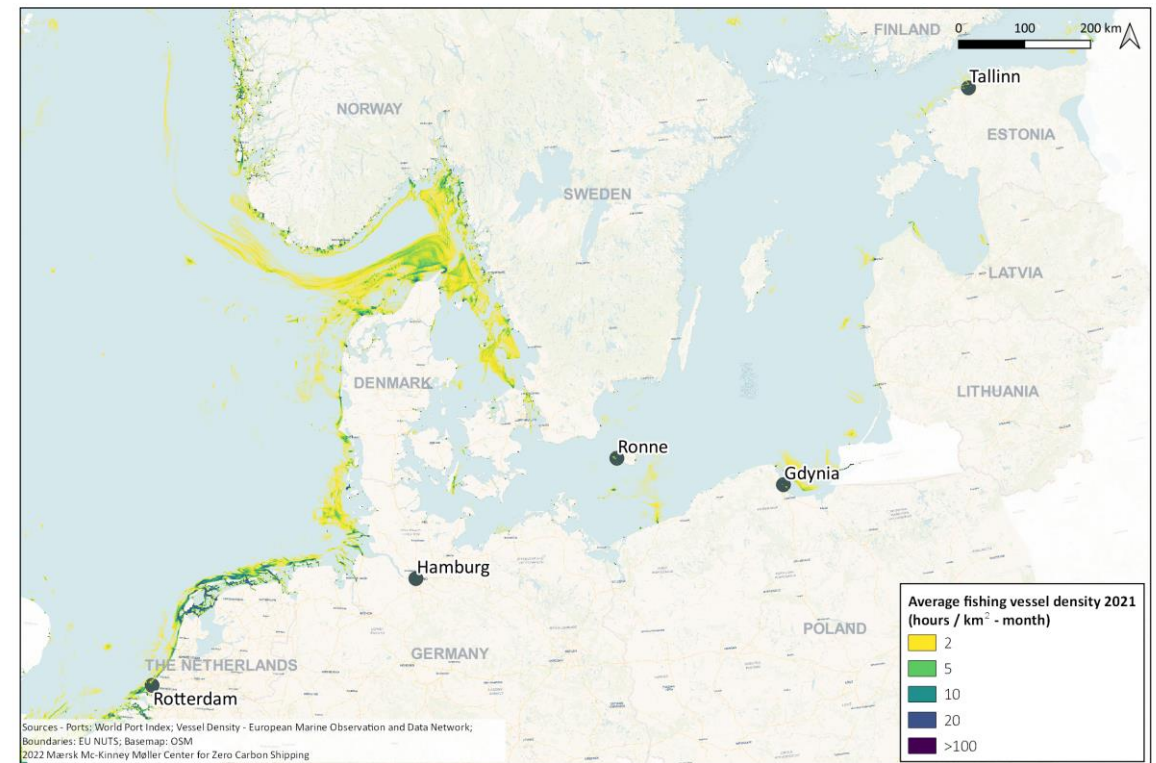 FINLAND
0 100 200 km
Tallinn
NORWAY
ESTONIA
SWEDEN
LATVIA
DENMARK
LITHUANIA
Ronne
Gdynia
Hamburg
Average fishing vessel density 2021
(hours / km² - month)
2
5
10
20
>100
POLAND
GERMANY
THE NETHERLANDS
Rotterdam
Sources - Ports: World Port Index; Vessel Density - European Marine Observation and Data Network;
Boundaries: EU NUTS; Basemap: OSM
2022 Mærsk Mc-Kinney Møller Center for Zero Carbon Shipping